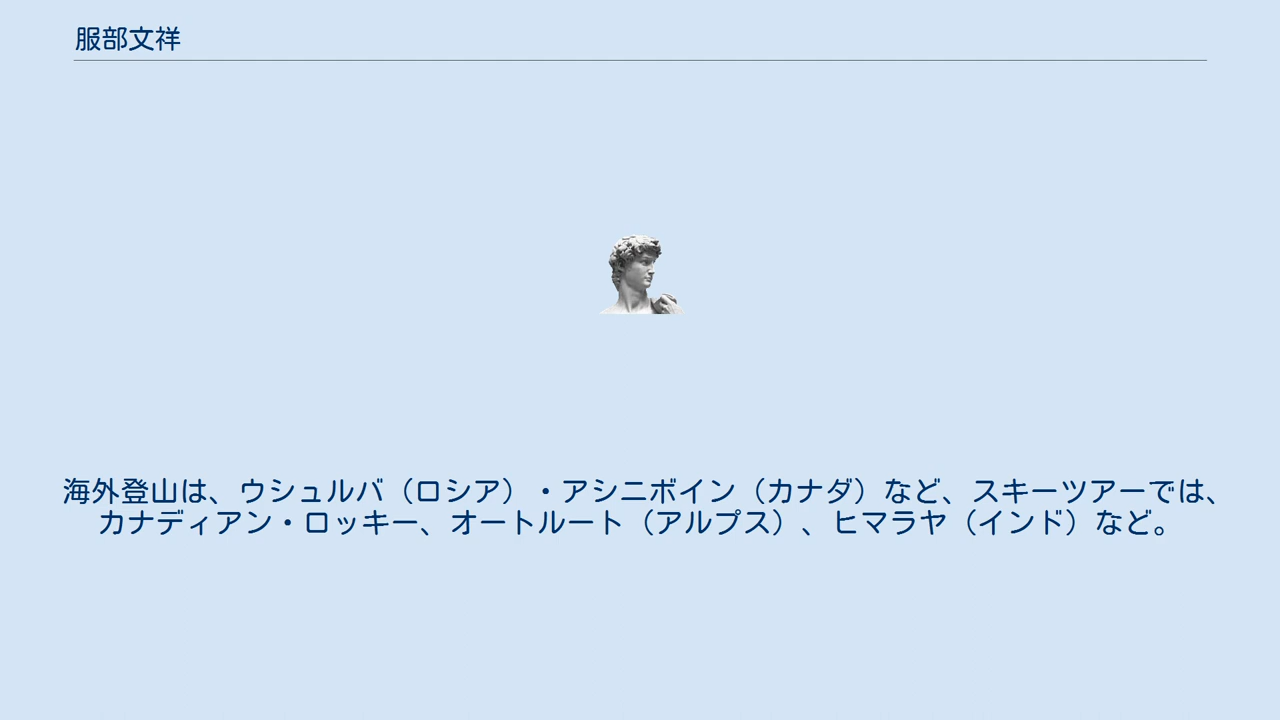 服部文祥
海外登山は、ウシュルバ（ロシア）・アシニボイン（カナダ）など、スキーツアーでは、
カナディアン・ロッキー、オートルート（アルプス）、ヒマラヤ（インド）など。